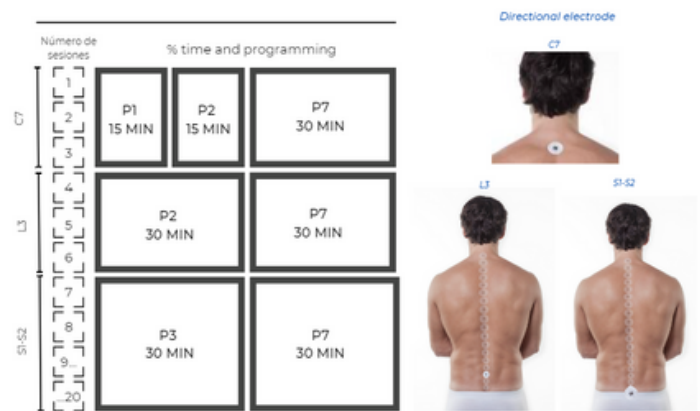 Directional electrode
Número de
sesiones
% time and programming
C7
C7
1
2
3
P1
15 MIN
P2
15 MIN
P7
30 MIN
L3
4
5
6
P2
30 MIN
P7
30 MIN
L3
S1-S2
S1-S2
7
8
9...
...20
P3
30 MIN
P7
30 MIN